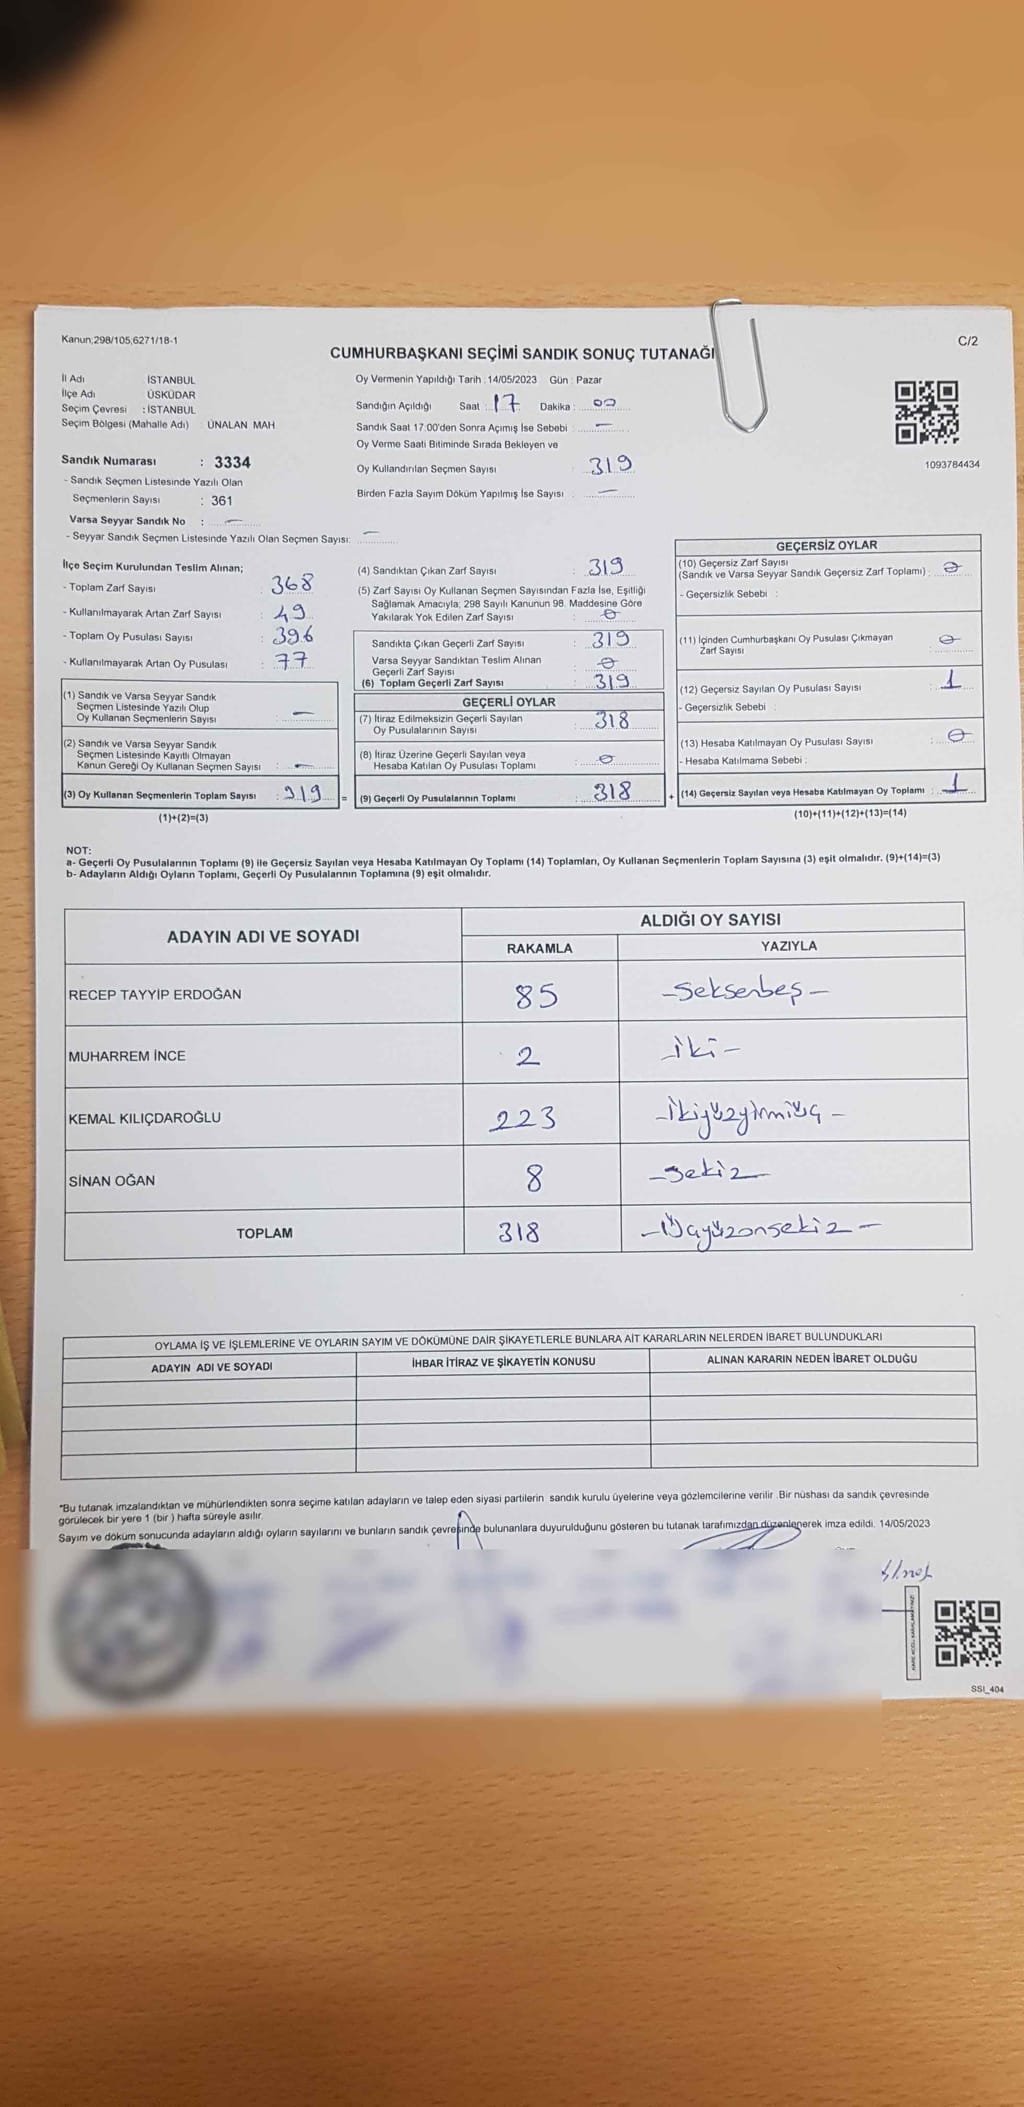 Kanun;298/105,6271/18-1
C/2
CUMHURBAŞKANI SEÇİMİ SANDIK SONUÇ TUTANAĞI
İl Adı İSTANBUL
İlçe Adı ÜSKÜDAR
Seçim Çevresi : İSTANBUL
Seçim Bölgesi (Mahalle Adı) ÜNALAN MAH
Sandık Numarası : 3334
- Sandık Seçmen Listesinde Yazılı Olan
Seçmenlerin Sayısı : 361
Varsa Seyyar Sandık No : —
- Seyyar Sandık Seçmen Listesinde Yazılı Olan Seçmen Sayısı: —
Oy Vermenin Yapıldığı Tarih : 14/05/2023 Gün : Pazar
Sandığın Açıldığı Saat : 17 Dakika : 00
Sandık Saat 17:00'den Sonra Açımış İse Sebebi : —
Oy Verme Saati Bitiminde Sırada Bekleyen ve
Oy Kullandırılan Seçmen Sayısı : 319
Birden Fazla Sayım Döküm Yapılmış İse Sayısı : —
1093784434
İlçe Seçim Kurulundan Teslim Alınan;
- Toplam Zarf Sayısı : 368
- Kullanılmayarak Artan Zarf Sayısı : 49
- Toplam Oy Pusulası Sayısı : 396
- Kullanılmayarak Artan Oy Pusulası : 77
(1) Sandık ve Varsa Seyyar Sandık
Seçmen Listesinde Yazılı Olup
Oy Kullanan Seçmenlerin Sayısı : —
(2) Sandık ve Varsa Seyyar Sandık
Seçmen Listesinde Kayıtlı Olmayan
Kanun Gereği Oy Kullanan Seçmen Sayısı : —
(3) Oy Kullanan Seçmenlerin Toplam Sayısı : 319 =
(1)+(2)=(3)
(4) Sandıktan Çıkan Zarf Sayısı : 319
(5) Zarf Sayısı Oy Kullanan Seçmen Sayısından Fazla İse, Eşitliği
Sağlamak Amacıyla; 298 Sayılı Kanunun 98. Maddesine Göre
Yakılarak Yok Edilen Zarf Sayısı : 0
Sandıkta Çıkan Geçerli Zarf Sayısı : 319
Varsa Seyyar Sandıktan Teslim Alınan
Geçerli Zarf Sayısı : 0
(6) Toplam Geçerli Zarf Sayısı : 319
GEÇERLİ OYLAR
(7) İtiraz Edilmeksizin Geçerli Sayılan
Oy Pusulalarının Sayısı : 318
(8) İtiraz Üzerine Geçerli Sayılan veya
Hesaba Katılan Oy Pusulası Toplamı : 0
(9) Geçerli Oy Pusulalarının Toplamı : 318 +
GEÇERSİZ OYLAR
(10) Geçersiz Zarf Sayısı
(Sandık ve Varsa Seyyar Sandık Geçersiz Zarf Toplamı) : 0
- Geçersizlik Sebebi :
(11) İçinden Cumhurbaşkanı Oy Pusulası Çıkmayan
Zarf Sayısı : 0
(12) Geçersiz Sayılan Oy Pusulası Sayısı : 1
- Geçersizlik Sebebi :
(13) Hesaba Katılmayan Oy Pusulası Sayısı : 0
- Hesaba Katılmama Sebebi :
(14) Geçersiz Sayılan veya Hesaba Katılmayan Oy Toplamı : 1
(10)+(11)+(12)+(13)=(14)
NOT:
a- Geçerli Oy Pusulalarının Toplamı (9) ile Geçersiz Sayılan veya Hesaba Katılmayan Oy Toplamı (14) Toplamları, Oy Kullanan Seçmenlerin Toplam Sayısına (3) eşit olmalıdır. (9)+(14)=(3)
b- Adayların Aldığı Oyların Toplamı, Geçerli Oy Pusulalarının Toplamına (9) eşit olmalıdır.
ADAYIN ADI VE SOYADI
ALDIĞI OY SAYISI
RAKAMLA YAZIYLA
RECEP TAYYİP ERDOĞAN 85 -Seksenbeş-
MUHARREM İNCE 2 -iki-
KEMAL KILIÇDAROĞLU 223 -İkiyüzyirmiüç-
SİNAN OĞAN 8 -sekiz-
TOPLAM 318 -Üçyüzonsekiz-
OYLAMA İŞ VE İŞLEMLERİNE VE OYLARIN SAYIM VE DÖKÜMÜNE DAİR ŞİKAYETLERLE BUNLARA AİT KARARLARIN NELERDEN İBARET BULUNDUKLARI
ADAYIN ADI VE SOYADI İHBAR İTİRAZ VE ŞİKAYETİN KONUSU ALINAN KARARIN NEDEN İBARET OLDUĞU
"Bu tutanak imzalandıktan ve mühürlendikten sonra seçime katılan adayların ve talep eden siyasi partilerin sandık kurulu üyelerine veya gözlemcilerine verilir. Bir nüshası da sandık çevresinde
görülecek bir yere 1 (bir ) hafta süreyle asılır.
Sayım ve döküm sonucunda adayların aldığı oyların sayılarını ve bunların sandık çevresinde bulunanlara duyurulduğunu gösteren bu tutanak tarafımızdan düzenlenerek imza edildi. 14/05/2023
SSI_404